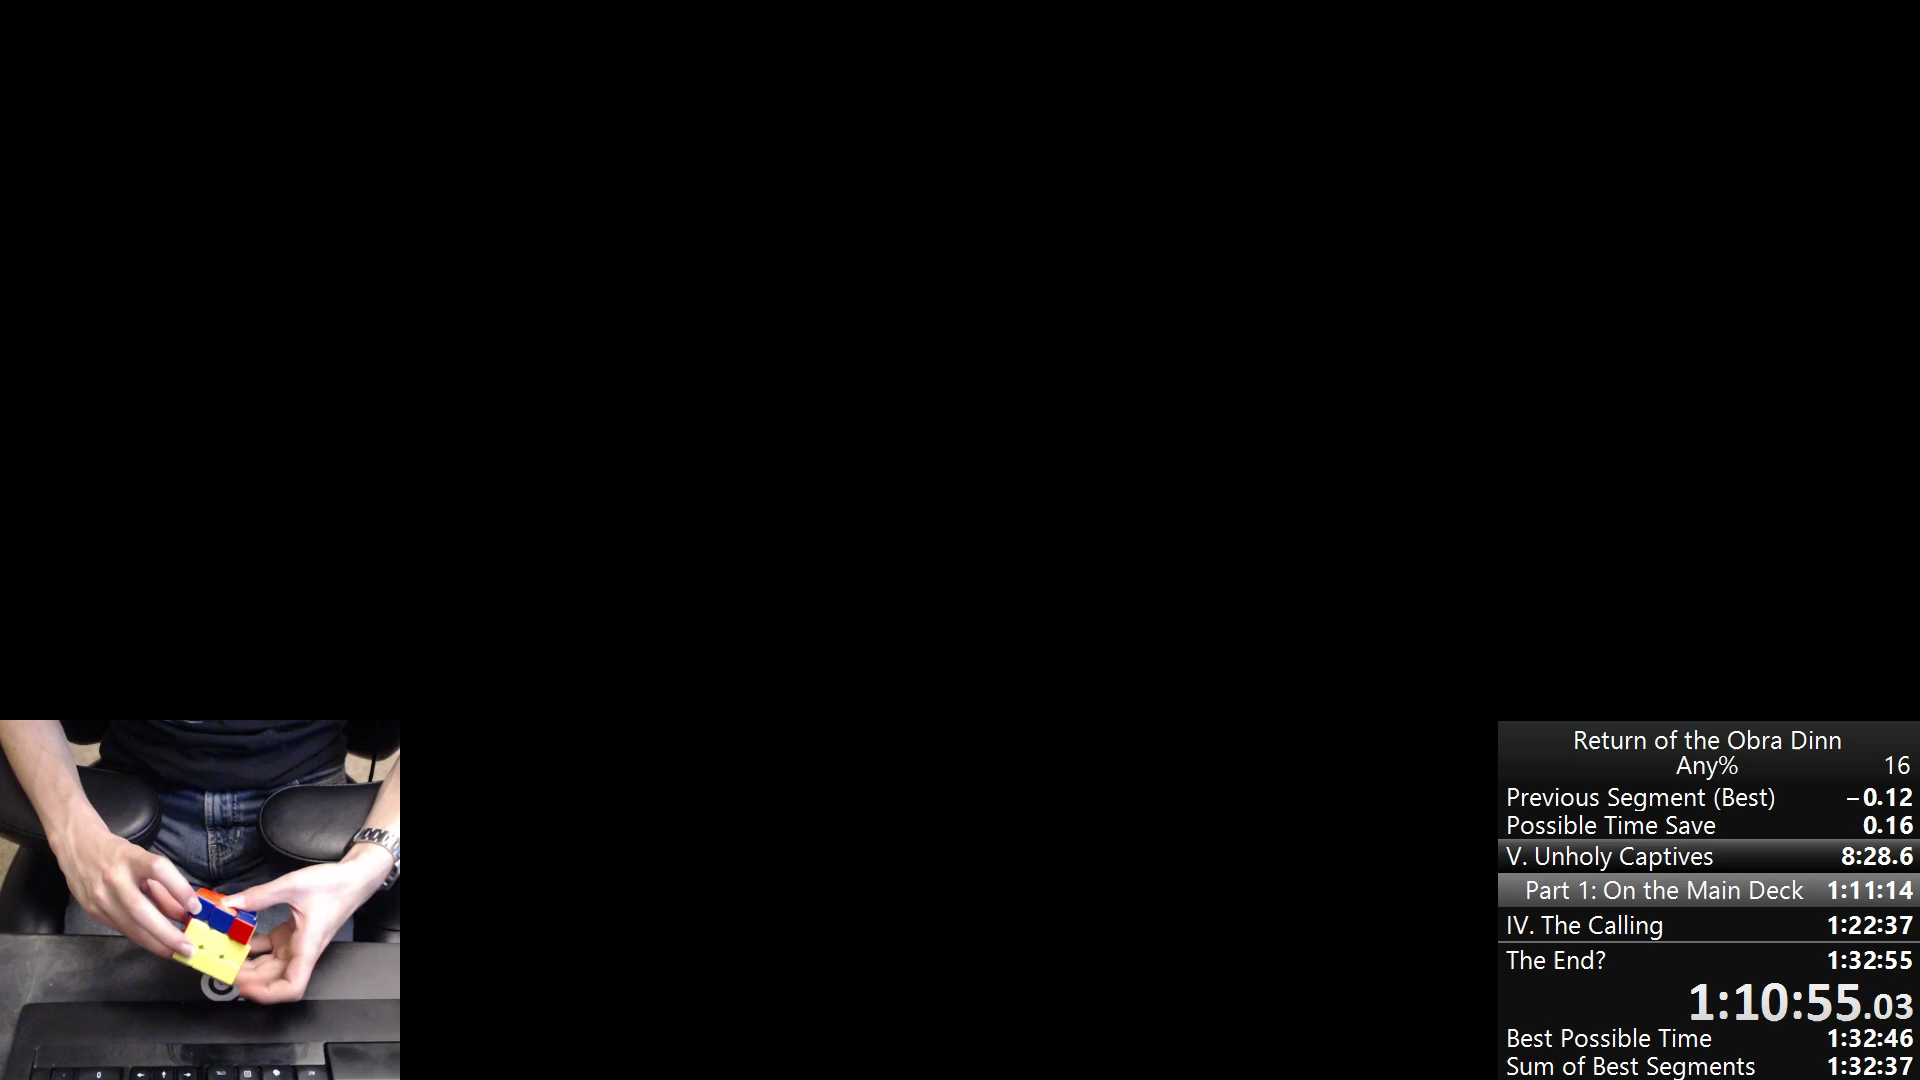 Return of the Obra Dinn
Any% 16
Previous Segment (Best) −0.12
Possible Time Save 0.16
V. Unholy Captives 8:28.6
Part 1: On the Main Deck 1:11:14
IV. The Calling 1:22:37
The End? 1:32:55
1:10:55.03
Best Possible Time 1:32:46
Sum of Best Segments 1:32:37